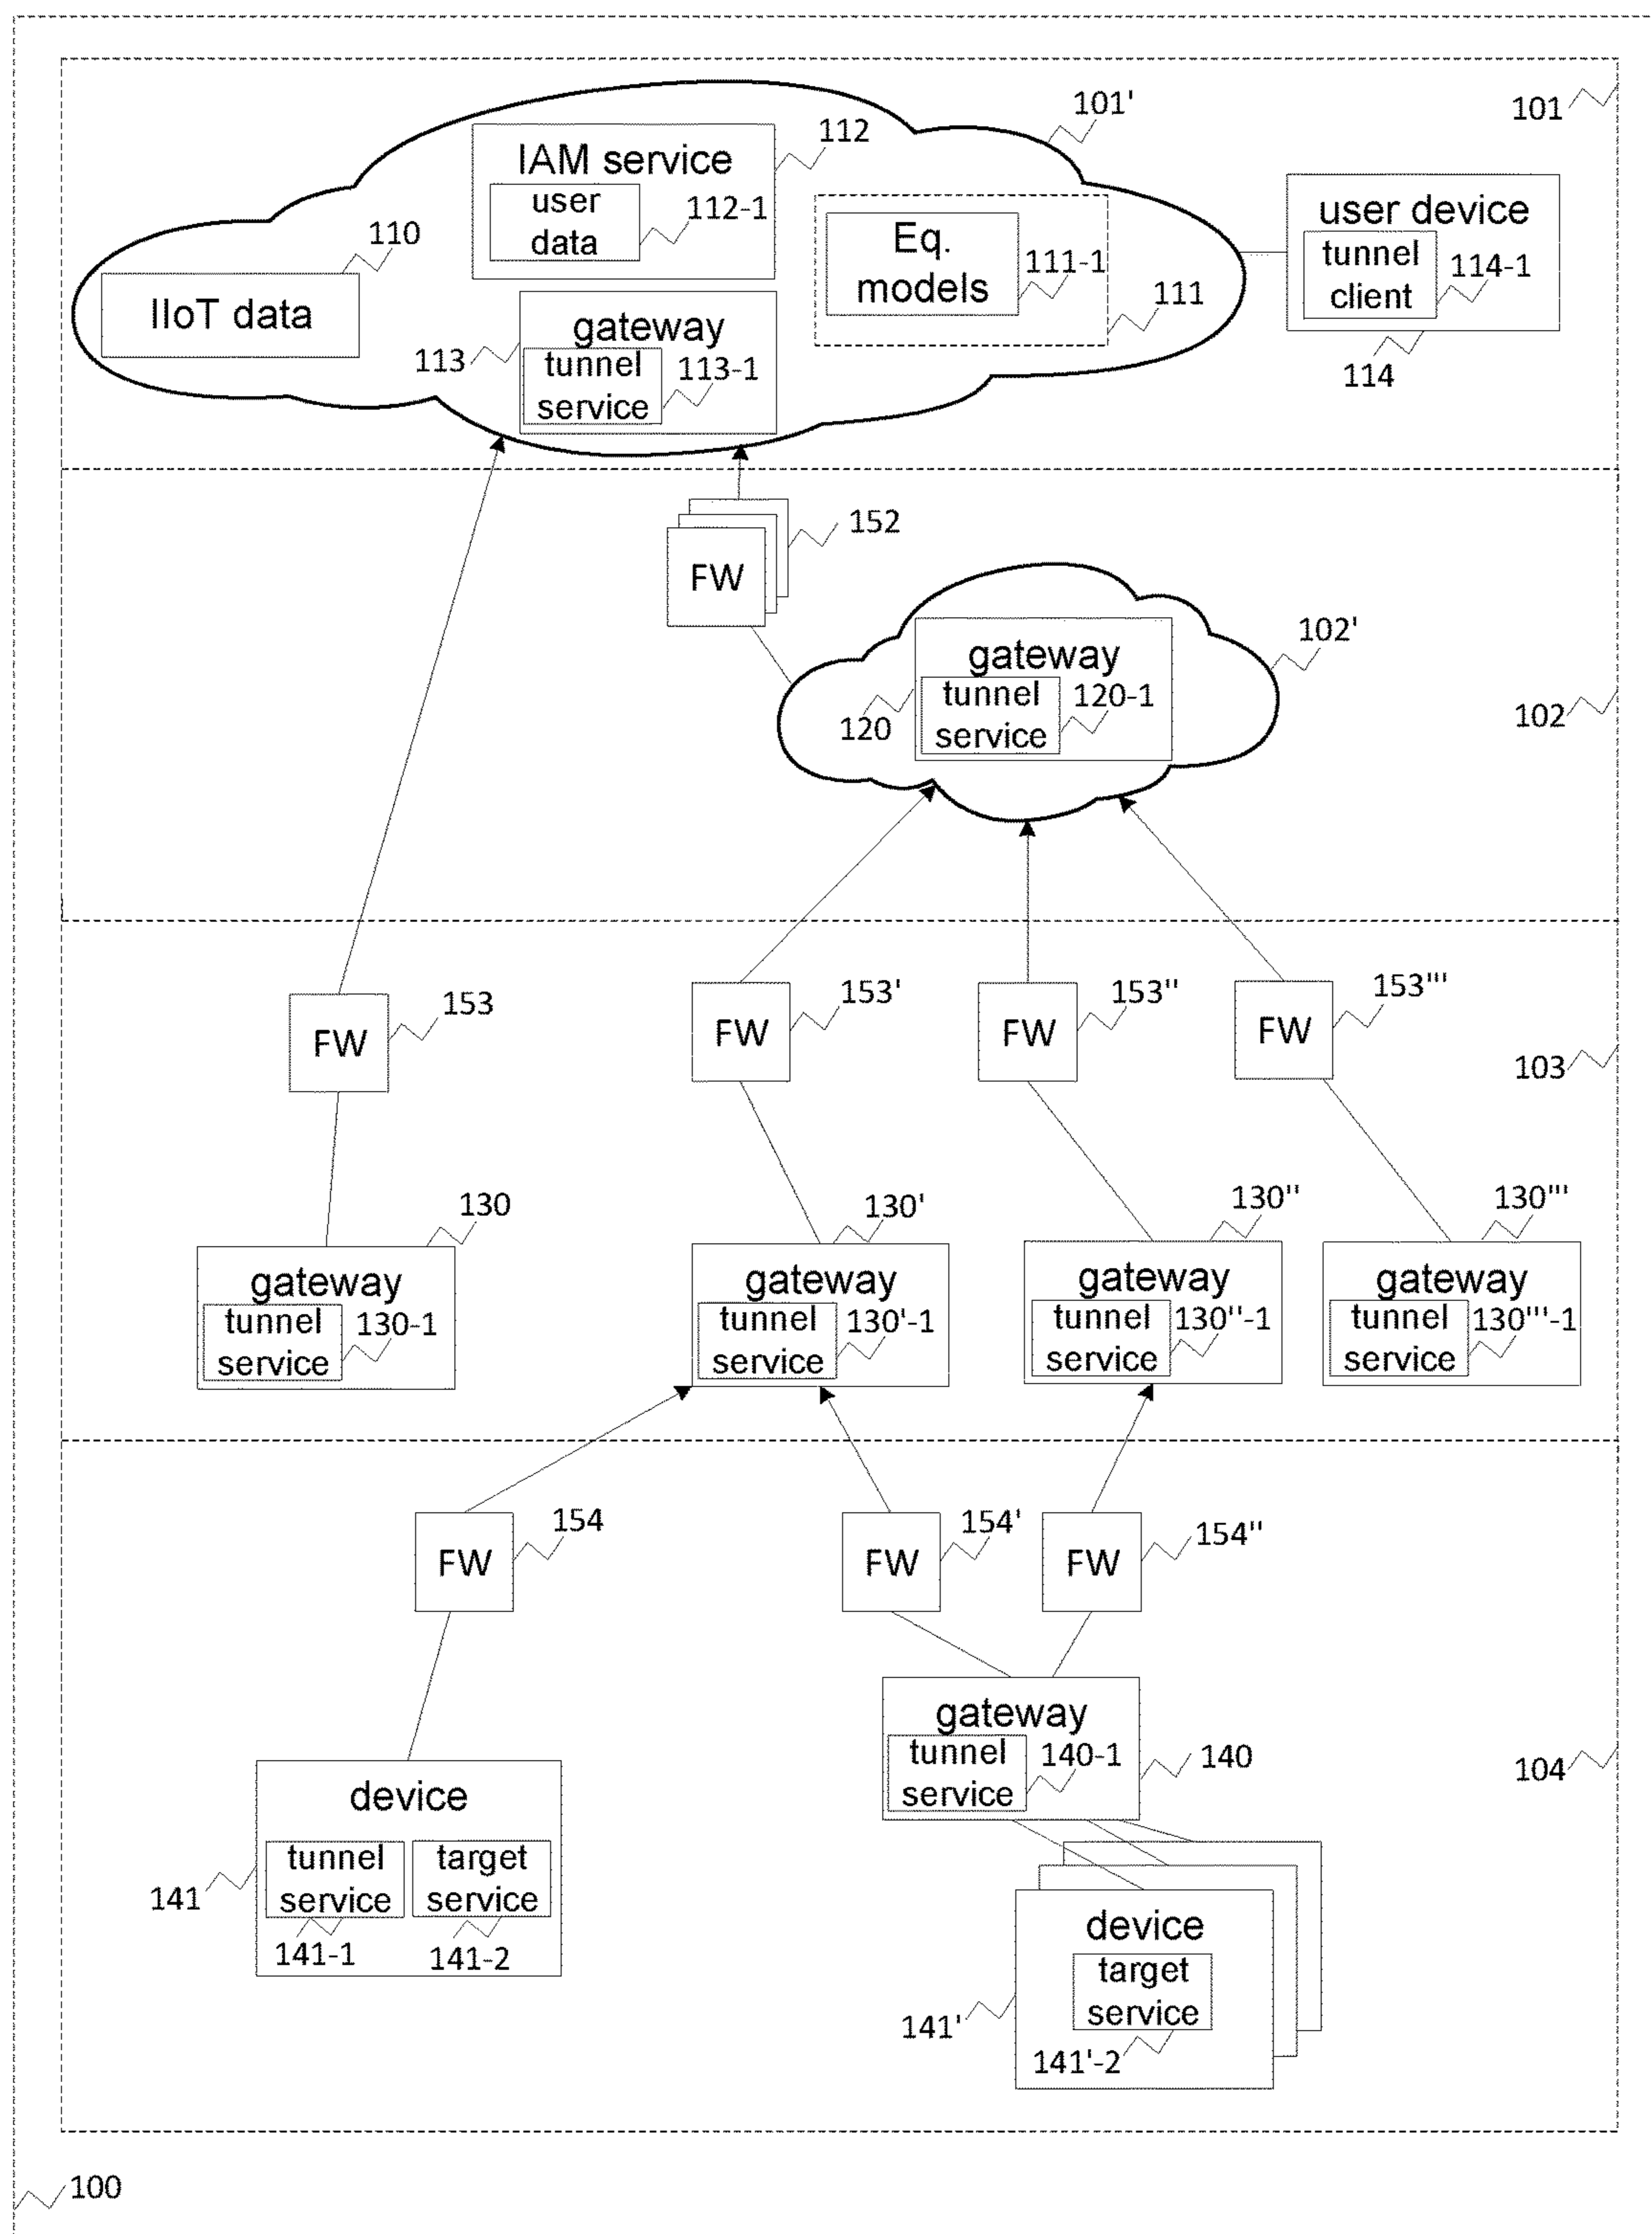 101'
101
112
IAM service
user
data
112-1
110
IIoT data
Eq.
models
111-1
111
user device
tunnel
client
114-1
114
gateway
113
tunnel
service
113-1
152
FW
102'
gateway
tunnel
service
120-1
120
102
153
FW
153'
FW
153''
FW
153'''
FW
103
130
gateway
tunnel
service
130-1
130'
gateway
tunnel
service
130'-1
130''
gateway
tunnel
service
130''-1
130'''
gateway
tunnel
service
130'''-1
154
FW
154'
FW
154''
FW
gateway
tunnel
service
140-1
140
104
device
tunnel
service
target
service
141
141-1
141-2
device
target
service
141'
141'-2
100